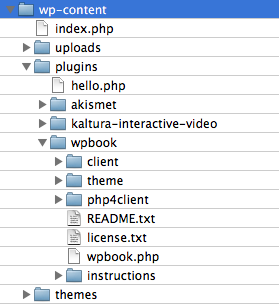 wp-content
index.php
uploads
plugins
hello.php
akismet
kaltura-interactive-video
wpbook
client
theme
php4client
README.txt
license.txt
wpbook.php
instructions
themes